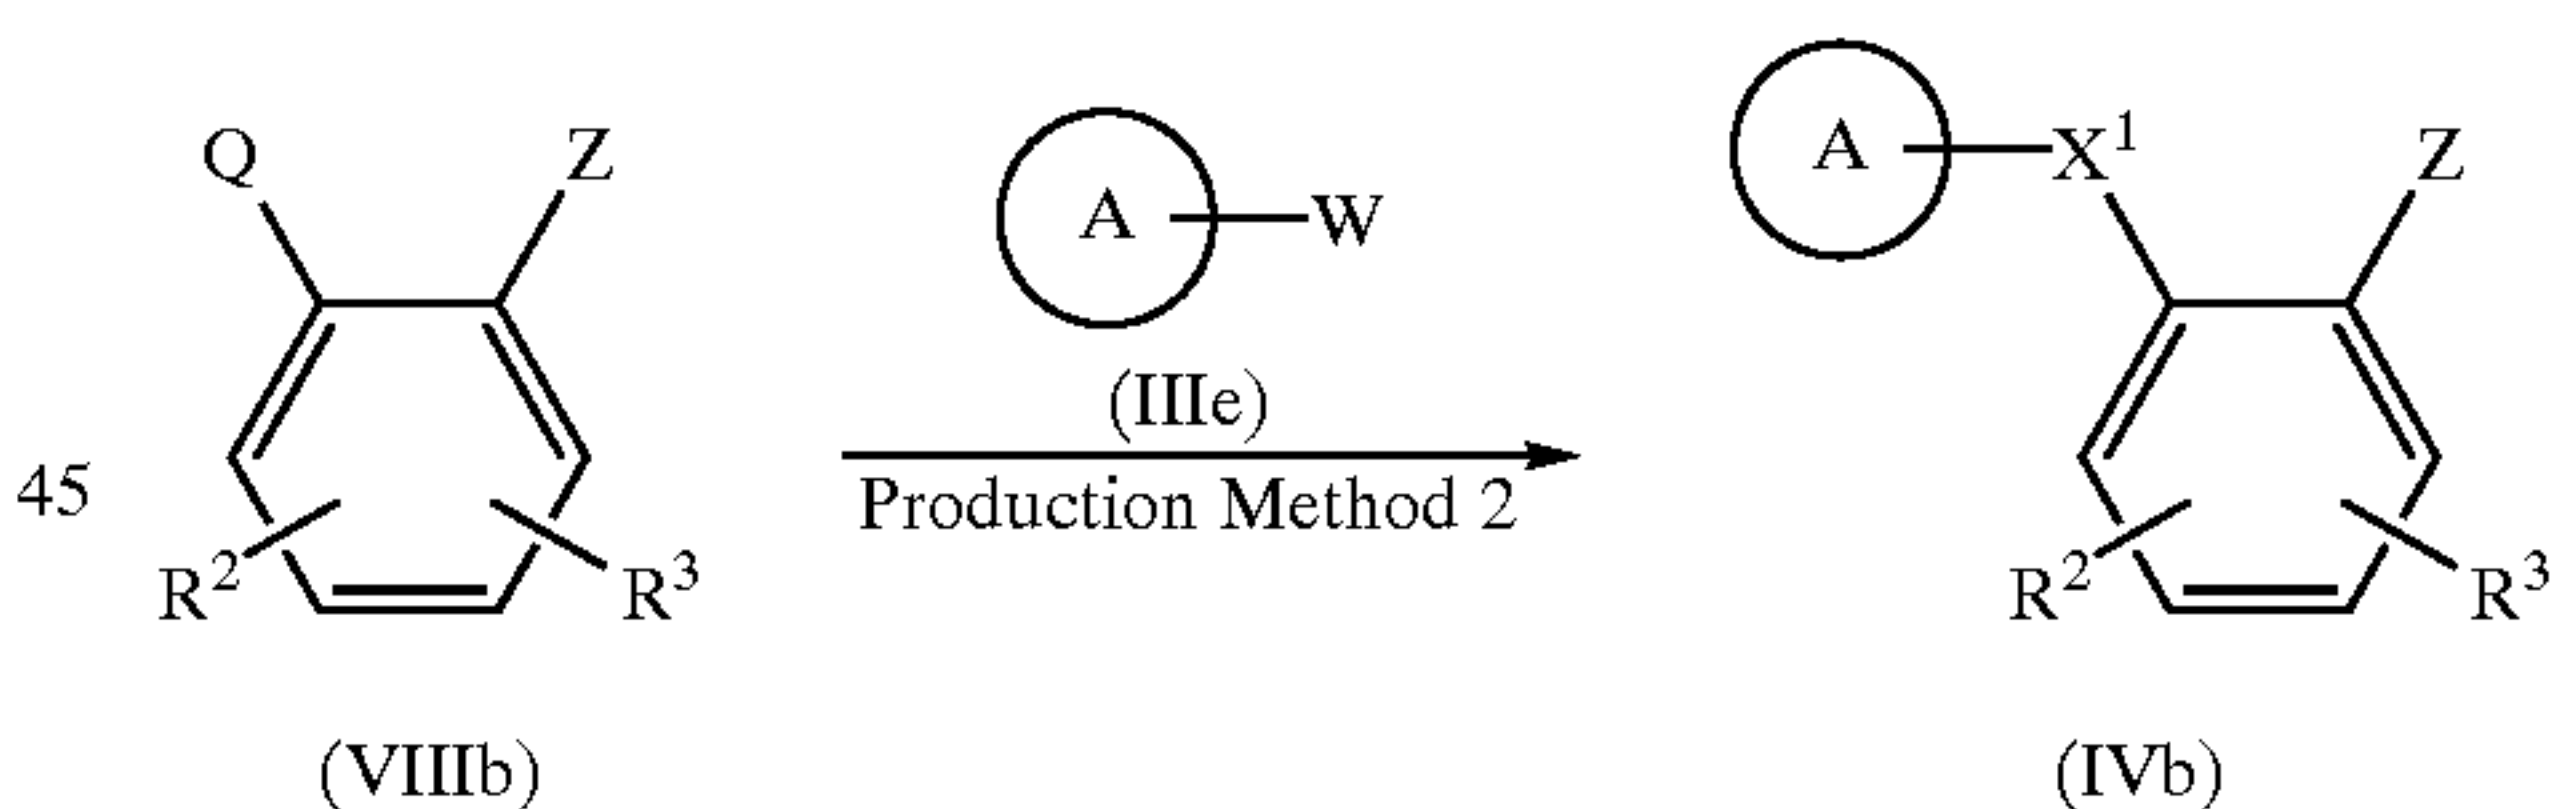 Q Z
A W
A X¹ Z
(IIIe)
45
Production Method 2
R² R³
R² R³
(VIIIb)
(IVb)